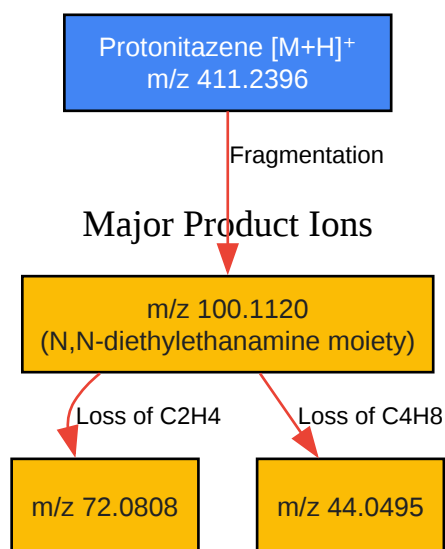 Protonitazene [M+H]⁺
m/z 411.2396
Fragmentation
Major Product Ions
m/z 100.1120
(N,N-diethylethanamine moiety)
Loss of C2H4
Loss of C4H8
m/z 72.0808
m/z 44.0495